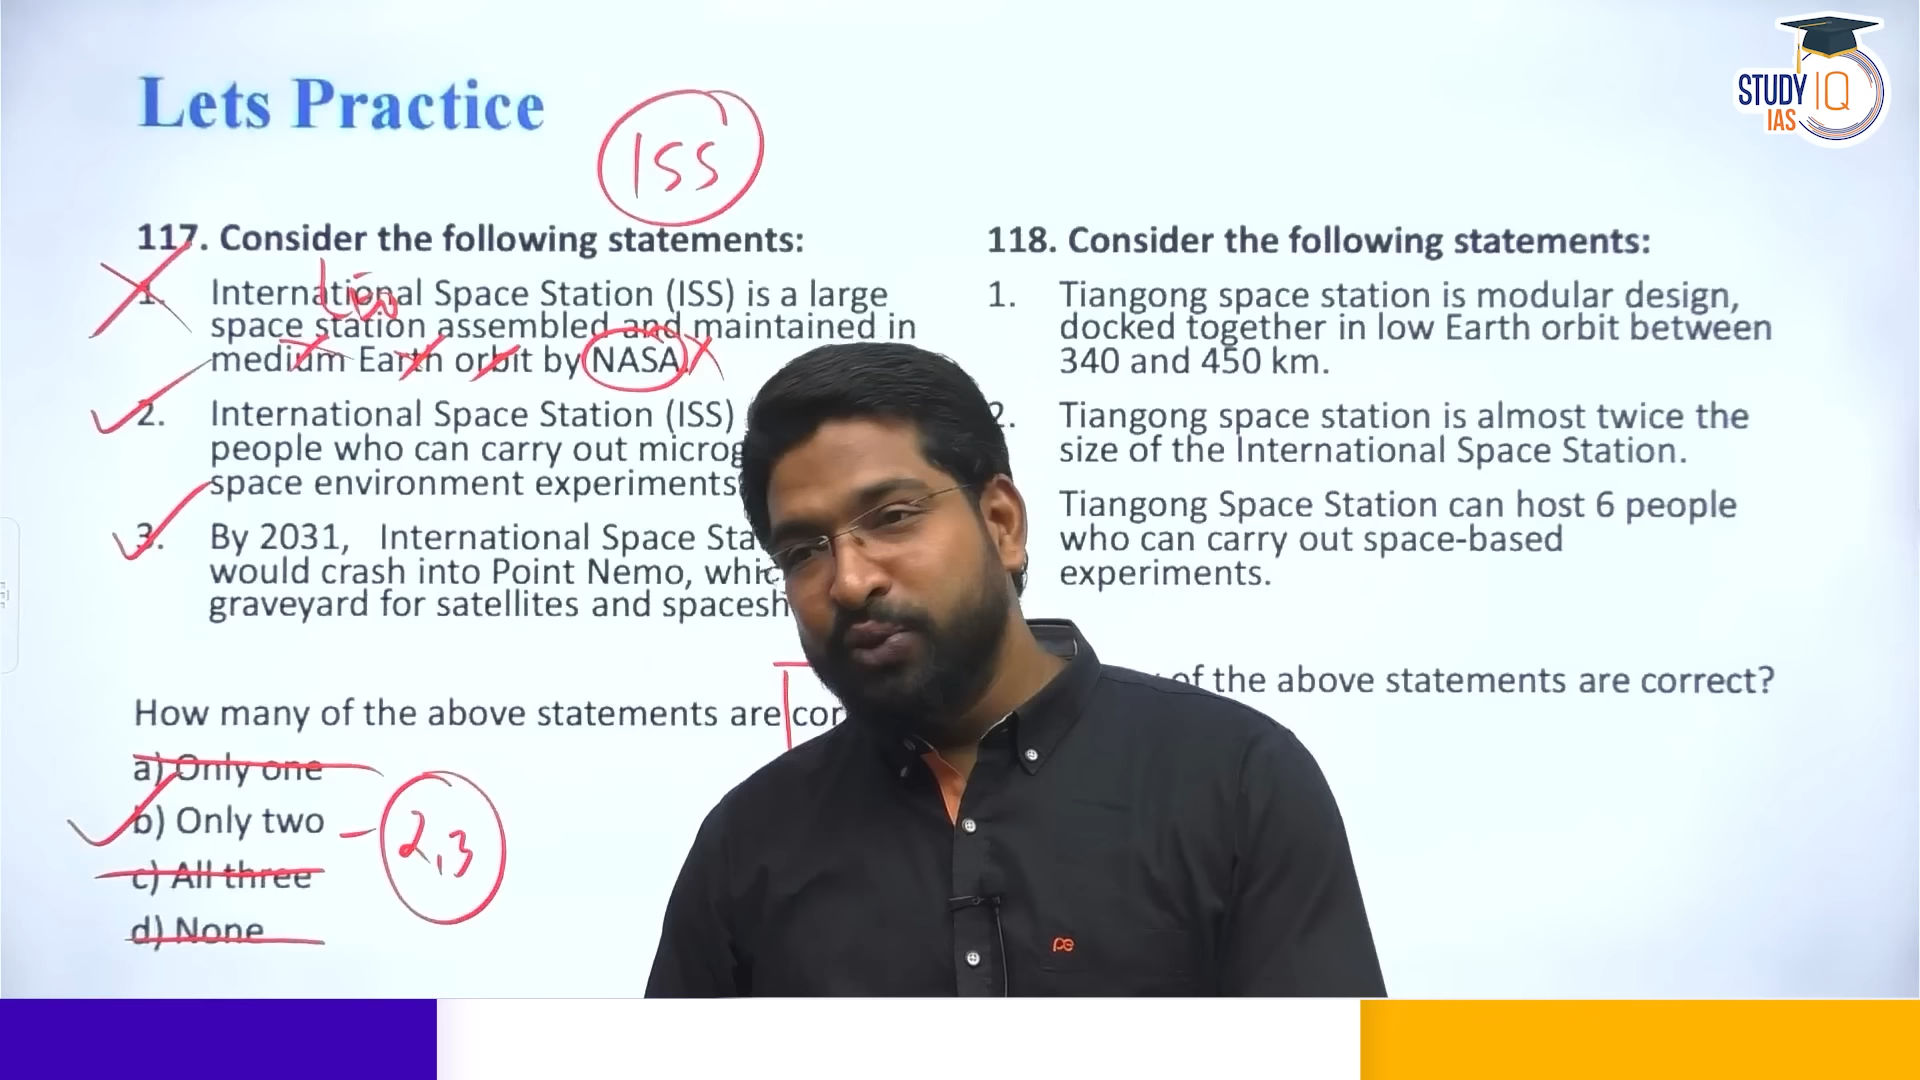 Lets Practice
ISS
STUDY IQ
IAS
117. Consider the following statements:
1. International Space Station (ISS) is a large
space station assembled and maintained in
medium Earth orbit by NASA.
Leo
2. International Space Station (ISS)
people who can carry out
space environment experiments
3. By 2031, International Space
would crash into Point Nemo,
graveyard for satellites and
How many of the above statements are
a) Only one
b) Only two
2,3
c) All three
d) None
118. Consider the following statements:
1. Tiangong space station is modular design,
docked together in low Earth orbit between
340 and 450 km.
2. Tiangong space station is almost twice the
size of the International Space Station.
Tiangong Space Station can host 6 people
who can carry out space-based
experiments.
of the above statements are correct?